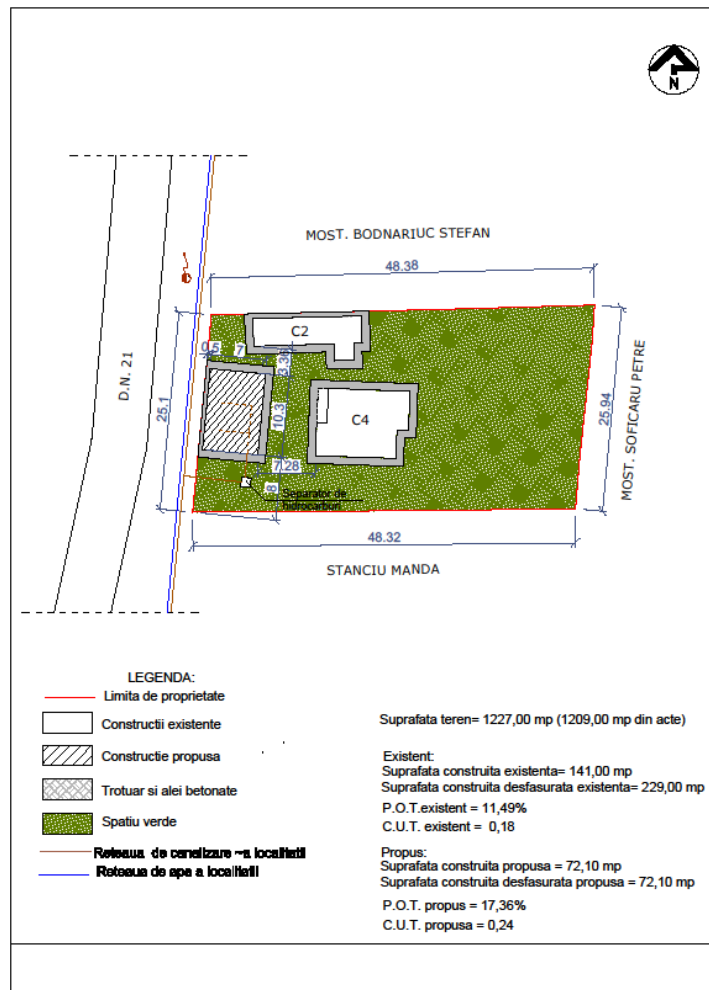 N
MOST. BODNARIUC STEFAN
48.38
C2
0.5
7
3.36
D.N. 21
25.1
10.3
C4
25.94
MOST. SOFICARU PETRE
7.28
8
Separator de
hidrocarburi
48.32
STANCIU MANDA
LEGENDA:
Limita de proprietate
Constructii existente
Constructie propusa
Trotuar si alei betonate
Spatiu verde
Reteaua de canalizare ~a localitatii
Reteaua de apa a localitatii
Suprafata teren= 1227,00 mp (1209,00 mp din acte)
Existent:
Suprafata construita existenta= 141,00 mp
Suprafata construita desfasurata existenta= 229,00 mp
P.O.T.existent = 11,49%
C.U.T. existent = 0,18
Propus:
Suprafata construita propusa = 72,10 mp
Suprafata construita desfasurata propusa = 72,10 mp
P.O.T. propus = 17,36%
C.U.T. propusa = 0,24